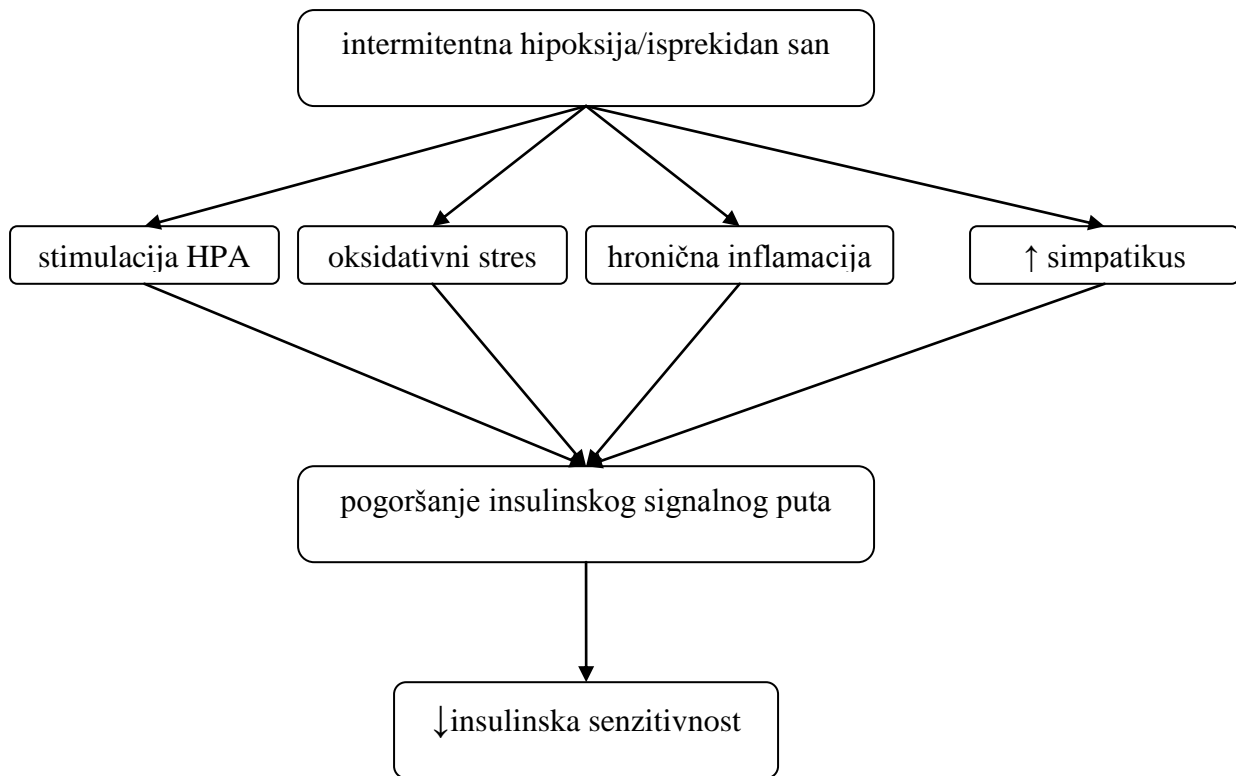 intermitentna hipoksija/isprekidan san
stimulacija HPA
oksidativni stres
hronična inflamacija
↑ simpatikus
pogoršanje insulinskog signalnog puta
↓insulinska senzitivnost